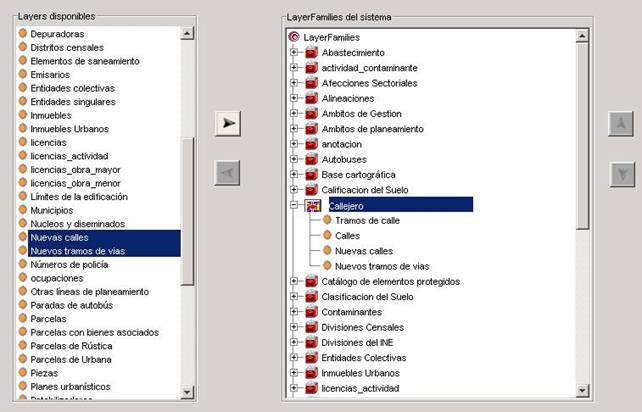 Layers disponibles
Depuradoras
Distritos censales
Elementos de saneamiento
Emisarios
Entidades colectivas
Entidades singulares
Inmuebles
Inmuebles Urbanos
licencias
licencias_actividad
licencias_obra_mayor
licencias_obra_menor
Límites de la edificación
Municipios
Nucleos y diseminados
Nuevas calles
Nuevos tramos de vias
Números de policía
ocupaciones
Otras líneas de planeamiento
Paradas de autobús
Parcelas
Parcelas con bienes asociados
Parcelas de Rústica
Parcelas de Urbana
Piezas
Planes urbanísticos
LayerFamilies del sistema
LayerFamilies
Abastecimiento
actividad_contaminante
Afecciones Sectoriales
Alineaciones
Ambitos de Gestion
Ambitos de planeamiento
anotacion
Autobuses
Base cartográfica
Calificacion del Suelo
Callejero
Tramos de calle
Calles
Nuevas calles
Nuevos tramos de vias
Catálogo de elementos protegidos
Clasificacion del Suelo
Contaminantes
Divisiones Censales
Divisiones del INE
Entidades Colectivas
Inmuebles Urbanos
licencias_actividad